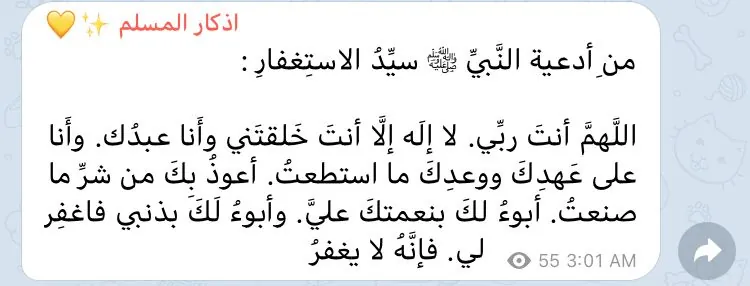 اذكار المسلم ✨💛
من ِأدعية النَّبيِّ ﷺ سيِّدُ الاستِغفارِ :
اللَّهمَّ أنتَ ربِّي. لا إلَه إلَّا أنتَ خَلقتَني وأَنا عبدُك. وأَنا
على عَهدِكَ ووعدِكَ ما استطعتُ. أعوذُ بِكَ من شرِّ ما
صنعتُ. أبوءُ لكَ بنعمتكَ عليَّ. وأبوءُ لَكَ بذنبي فاغفِر
لي. فإنَّهُ لا يغفرُ
55 3:01 AM